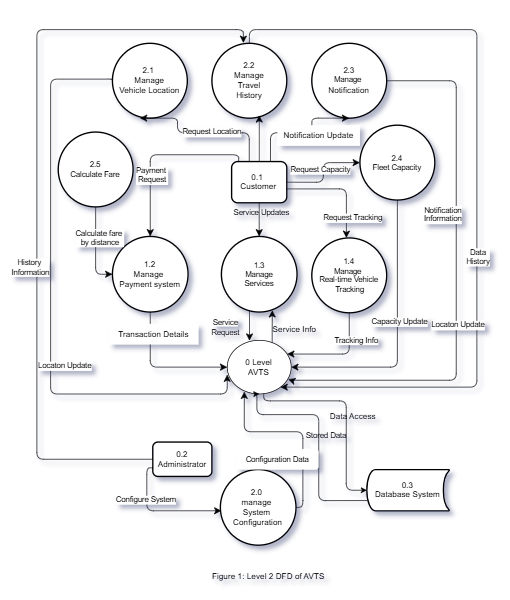 2.1
Manage
Vehicle Location
2.2
Manage
Travel
History
2.3
Manage
Notification
Request Location
Notification Update
2.5
Calculate Fare
Payment
Request
0.1
Customer
Request Capacity
2.4
Fleet Capacity
Service Updates
Request Tracking
Notification
Information
Calculate fare
by distance
History
Information
1.2
Manage
Payment system
1.3
Manage
Services
1.4
Manage
Real-time Vehicle
Tracking
Data
History
Transaction Details
Service
Request
Service Info
Capacity Update
Locaton Update
Tracking Info
Locaton Update
0 Level
AVTS
Data Access
Stored Data
0.2
Administrator
Configuration Data
Configure System
2.0
manage
System
Configuration
0.3
Database System
Figure 1: Level 2 DFD of AVTS